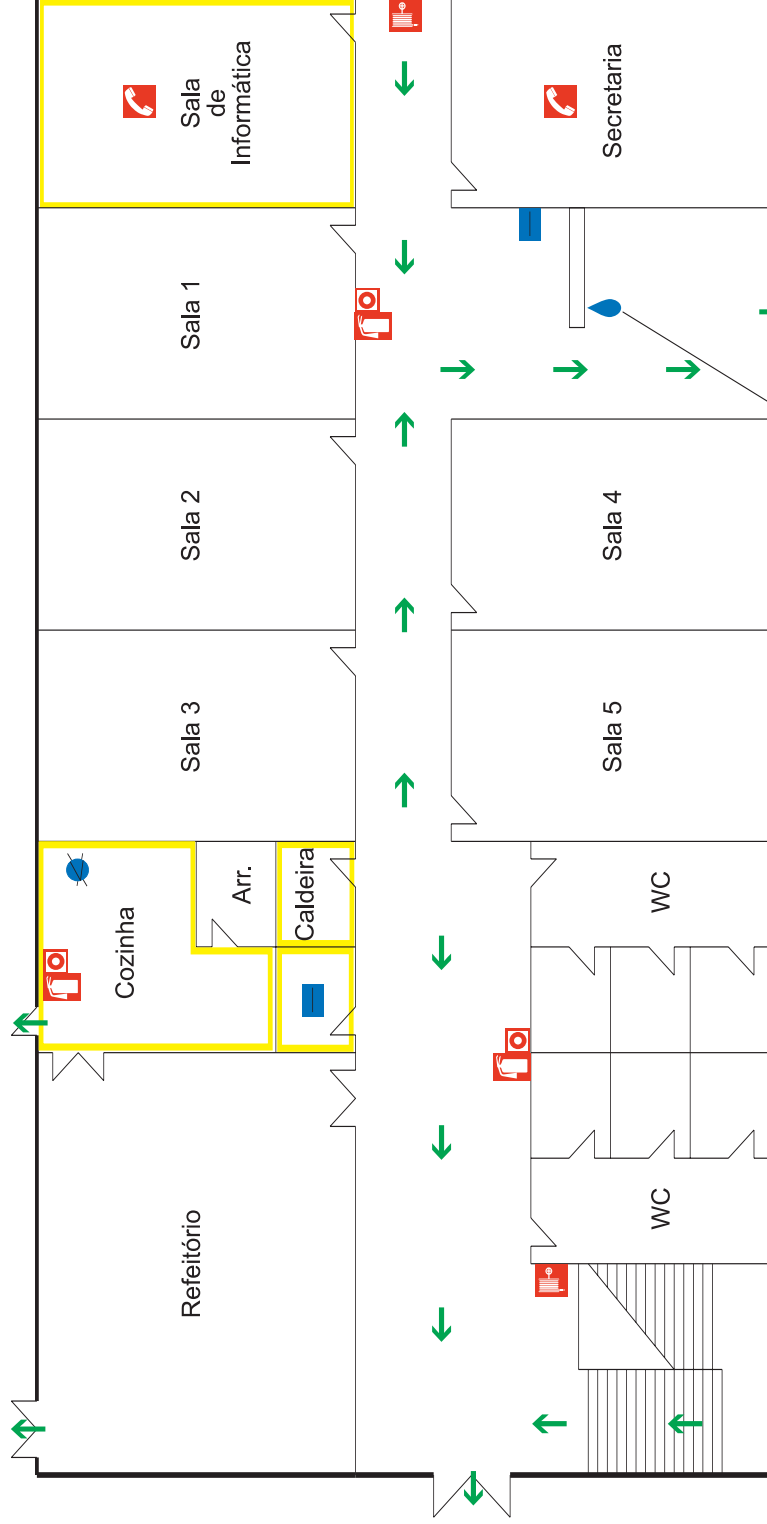 Refeitório
Cozinha
Arr.
Caldeira
Sala 3
Sala 2
Sala 1
Sala
de
Informática
WC
WC
Sala 5
Sala 4
Secretaria